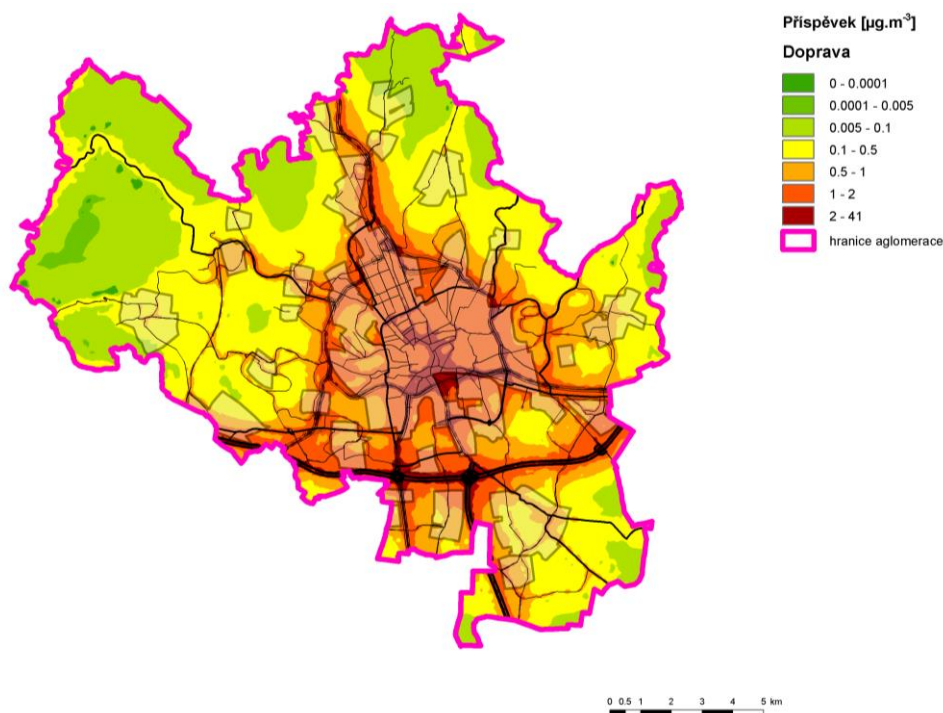 Příspěvek [µg.m⁻³]
Doprava
0 - 0.0001
0.0001 - 0.005
0.005 - 0.1
0.1 - 0.5
0.5 - 1
1 - 2
2 - 41
hranice aglomerace
0 0.5 1 2 3 4 5 km